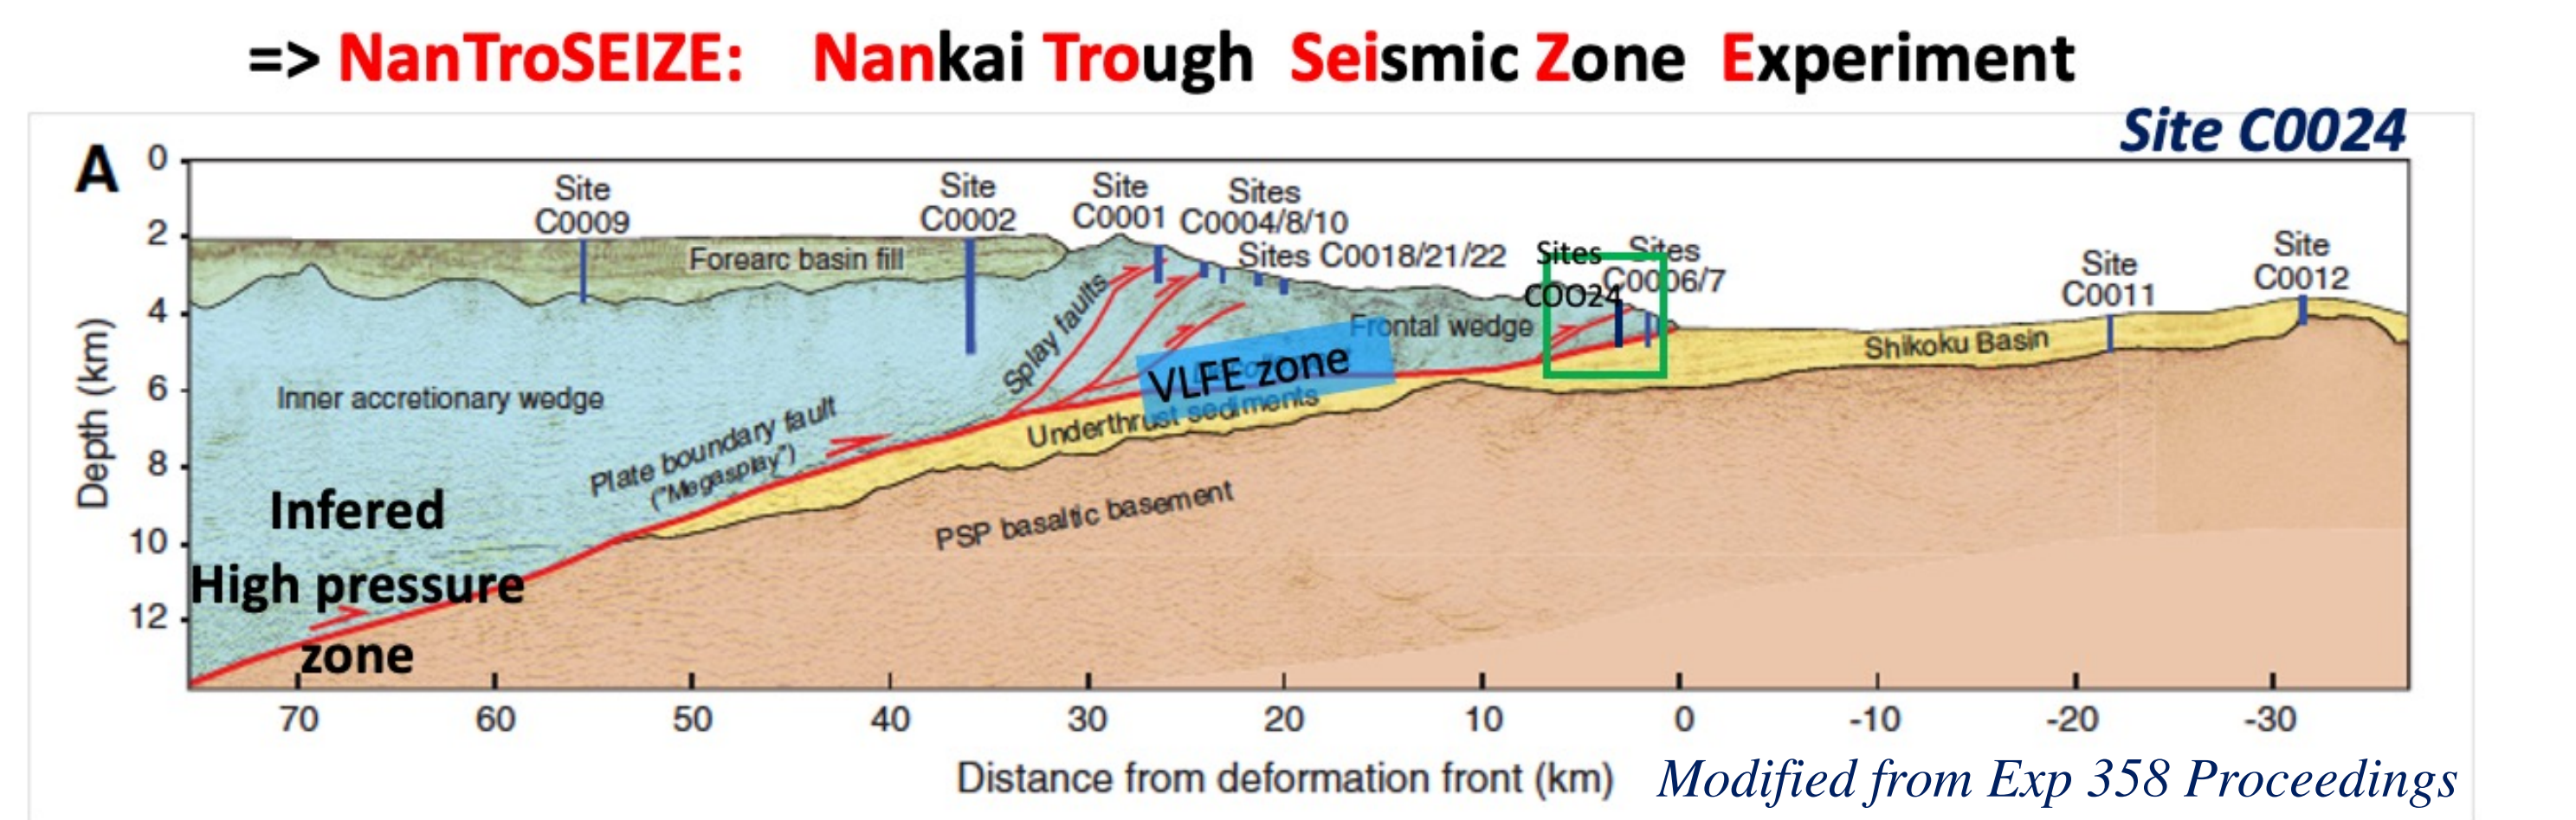 => NanTroSEIZE: Nankai Trough Seismic Zone Experiment
Site C0024
A
Site
C0009
Site
C0002
Site
C0001
Sites
C0004/8/10
Sites C0018/21/22
Sites
COO24
Sites
C0006/7
Site
C0011
Site
C0012
0
2
4
6
8
10
12
Depth (km)
Forearc basin fill
Inner accretionary wedge
Splay faults
Frontal wedge
VLFE zone
Shikoku Basin
Underthrust sediments
Plate boundary fault
("Megasplay")
PSP basaltic basement
Infered
High pressure
zone
70 60 50 40 30 20 10 0 -10 -20 -30
Distance from deformation front (km)
Modified from Exp 358 Proceedings